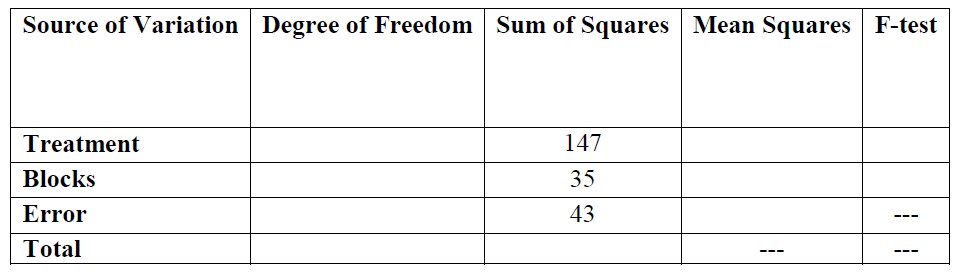 Source of Variation Degree of Freedom Sum of Squares Mean Squares F-test
Treatment 147
Blocks 35
Error 43 ---
Total --- ---